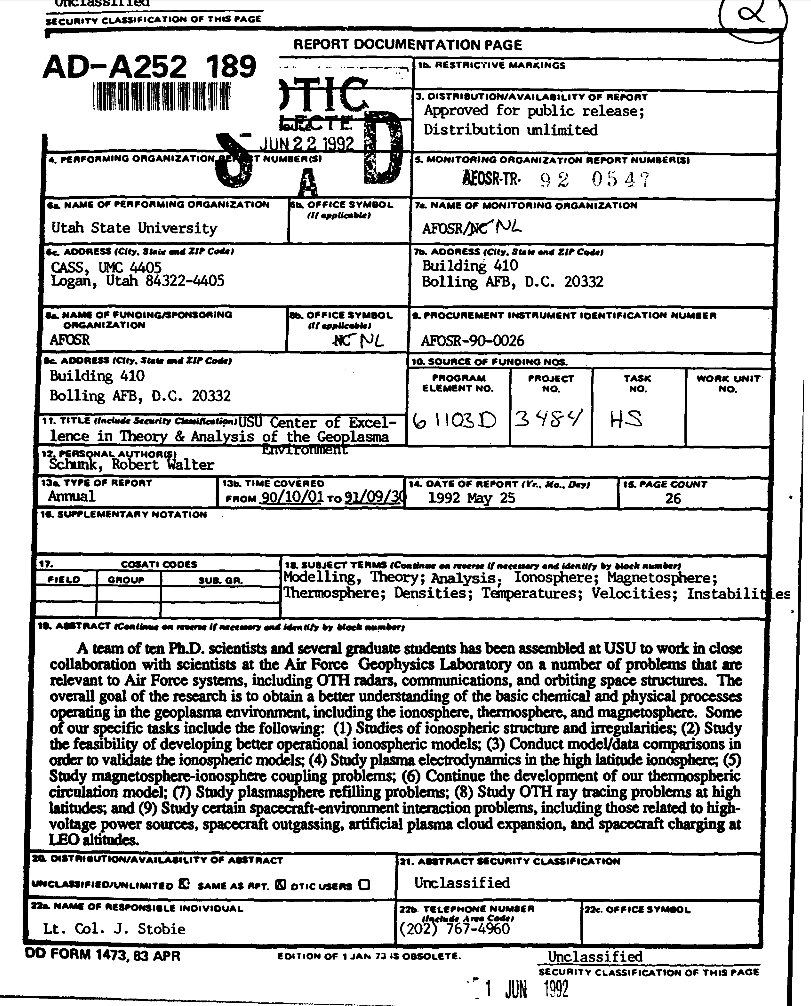 Unclassified
SECURITY CLASSIFICATION OF THIS PAGE
2
REPORT DOCUMENTATION PAGE
AD-A252 189
1b. RESTRICTIVE MARKINGS
3. DISTRIBUTION/AVAILABILITY OF REPORT
Approved for public release;
Distribution unlimited
JUN 22 1992
S A D
4. PERFORMING ORGANIZATION REPORT NUMBER(S)
5. MONITORING ORGANIZATION REPORT NUMBER(S)
AFOSR-TR- 92 0547
6a. NAME OF PERFORMING ORGANIZATION
Utah State University
6b. OFFICE SYMBOL
(If applicable)
7a. NAME OF MONITORING ORGANIZATION
AFOSR/NC NL
6c. ADDRESS (City, State and ZIP Code)
CASS, UMC 4405
Logan, Utah 84322-4405
7b. ADDRESS (City, State and ZIP Code)
Building 410
Bolling AFB, D.C. 20332
8a. NAME OF FUNDING/SPONSORING
ORGANIZATION
AFOSR
8b. OFFICE SYMBOL
(If applicable)
NC NL
9. PROCUREMENT INSTRUMENT IDENTIFICATION NUMBER
AFOSR-90-0026
8c. ADDRESS (City, State and ZIP Code)
Building 410
Bolling AFB, D.C. 20332
10. SOURCE OF FUNDING NOS.
PROGRAM ELEMENT NO.
PROJECT NO.
TASK NO.
WORK UNIT NO.
61103D 3484 HS
11. TITLE (Include Security Classification) USU Center of Excel-
lence in Theory & Analysis of the Geoplasma
Environment
12. PERSONAL AUTHOR(S)
Schunk, Robert Walter
13a. TYPE OF REPORT
Annual
13b. TIME COVERED
FROM 90/10/01 TO 91/09/30
14. DATE OF REPORT (Yr., Mo., Day)
1992 May 25
15. PAGE COUNT
26
16. SUPPLEMENTARY NOTATION
17. COSATI CODES
FIELD GROUP SUB. GR.
18. SUBJECT TERMS (Continue on reverse if necessary and identify by block number)
Modelling, Theory; Analysis, Ionosphere; Magnetosphere;
Thermosphere; Densities; Temperatures; Velocities; Instabilities
19. ABSTRACT (Continue on reverse if necessary and identify by block number)
A team of ten Ph.D. scientists and several graduate students has been assembled at USU to work in close
collaboration with scientists at the Air Force Geophysics Laboratory on a number of problems that are
relevant to Air Force systems, including OTH radars, communications, and orbiting space structures. The
overall goal of the research is to obtain a better understanding of the basic chemical and physical processes
operating in the geoplasma environment, including the ionosphere, thermosphere, and magnetosphere. Some
of our specific tasks include the following: (1) Studies of ionospheric structure and irregularities; (2) Study
the feasibility of developing better operational ionospheric models; (3) Conduct model/data comparisons in
order to validate the ionospheric models; (4) Study plasma electrodynamics in the high latitude ionosphere; (5)
Study magnetosphere-ionosphere coupling problems; (6) Continue the development of our thermospheric
circulation model; (7) Study plasmasphere refilling problems; (8) Study OTH ray tracing problems at high
latitudes; and (9) Study certain spacecraft-environment interaction problems, including those related to high-
voltage power sources, spacecraft outgassing, artificial plasma cloud expansion, and spacecraft charging at
LEO altitudes.
20. DISTRIBUTION/AVAILABILITY OF ABSTRACT
UNCLASSIFIED/UNLIMITED ☒ SAME AS RPT. ☒ DTIC USERS ☐
21. ABSTRACT SECURITY CLASSIFICATION
Unclassified
22a. NAME OF RESPONSIBLE INDIVIDUAL
Lt. Col. J. Stobie
22b. TELEPHONE NUMBER
(Include Area Code)
(202) 767-4960
22c. OFFICE SYMBOL
DD FORM 1473, 83 APR
EDITION OF 1 JAN 73 IS OBSOLETE.
Unclassified
SECURITY CLASSIFICATION OF THIS PAGE
1 JUN 1992